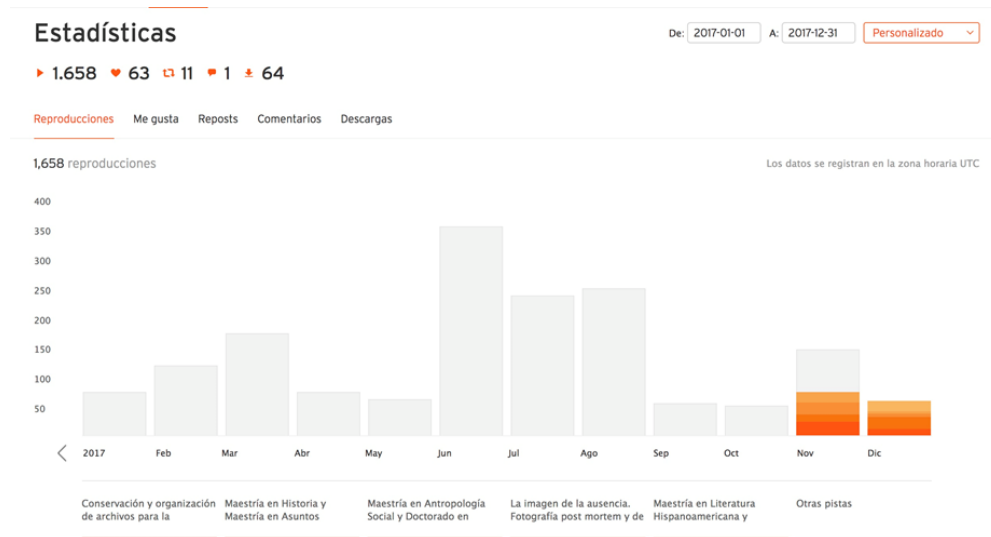 Estadísticas
De: 2017-01-01 A: 2017-12-31 Personalizado
1.658 63 11 1 64
Reproducciones Me gusta Reposts Comentarios Descargas
1,658 reproducciones
Los datos se registran en la zona horaria UTC
400
350
300
250
200
150
100
50
2017 Feb Mar Abr May Jun Jul Ago Sep Oct Nov Dic
Conservación y organización
de archivos para la
Maestría en Historia y
Maestría en Asuntos
Maestría en Antropología
Social y Doctorado en
La imagen de la ausencia.
Fotografía post mortem y de
Maestría en Literatura
Hispanoamericana y
Otras pistas